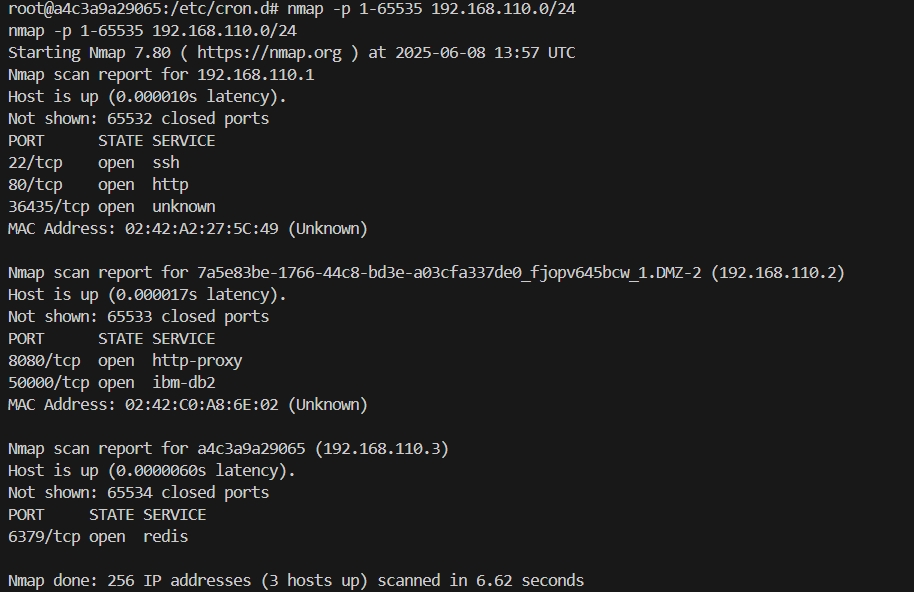 root@a4c3a9a29065:/etc/cron.d# nmap -p 1-65535 192.168.110.0/24
nmap -p 1-65535 192.168.110.0/24
Starting Nmap 7.80 ( https://nmap.org ) at 2025-06-08 13:57 UTC
Nmap scan report for 192.168.110.1
Host is up (0.000010s latency).
Not shown: 65532 closed ports
PORT      STATE SERVICE
22/tcp    open  ssh
80/tcp    open  http
36435/tcp open  unknown
MAC Address: 02:42:A2:27:5C:49 (Unknown)

Nmap scan report for 7a5e83be-1766-44c8-bd3e-a03cfa337de0_fjopv645bcw_1.DMZ-2 (192.168.110.2)
Host is up (0.000017s latency).
Not shown: 65533 closed ports
PORT      STATE SERVICE
8080/tcp  open  http-proxy
50000/tcp open  ibm-db2
MAC Address: 02:42:C0:A8:6E:02 (Unknown)

Nmap scan report for a4c3a9a29065 (192.168.110.3)
Host is up (0.0000060s latency).
Not shown: 65534 closed ports
PORT     STATE SERVICE
6379/tcp open  redis

Nmap done: 256 IP addresses (3 hosts up) scanned in 6.62 seconds